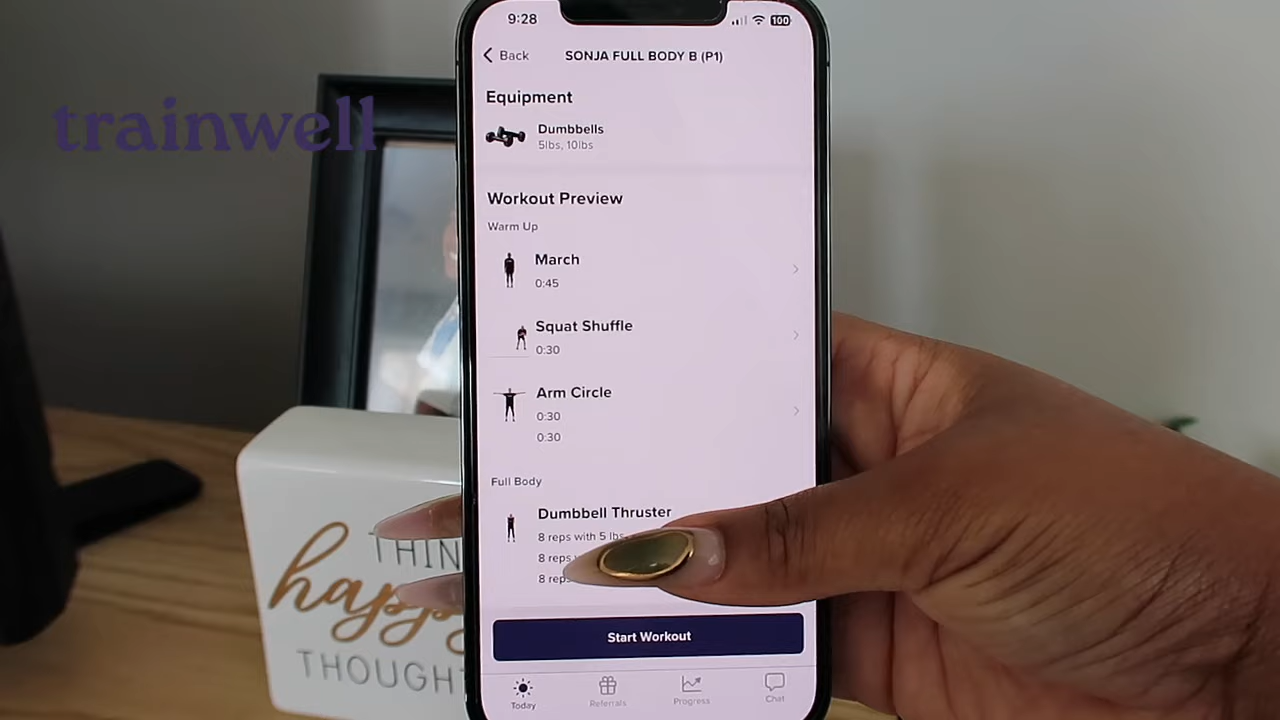 trainwell
9:28
100
Back
SONJA FULL BODY B (P1)
Equipment
Dumbbells
5lbs, 10lbs
Workout Preview
Warm Up
March
0:45
Squat Shuffle
0:30
Arm Circle
0:30
0:30
Full Body
Dumbbell Thruster
8 reps with 5 lbs
8 reps
8 reps
Start Workout
Today
Referrals
Progress
Chat
THIN
happy
THOUGHT